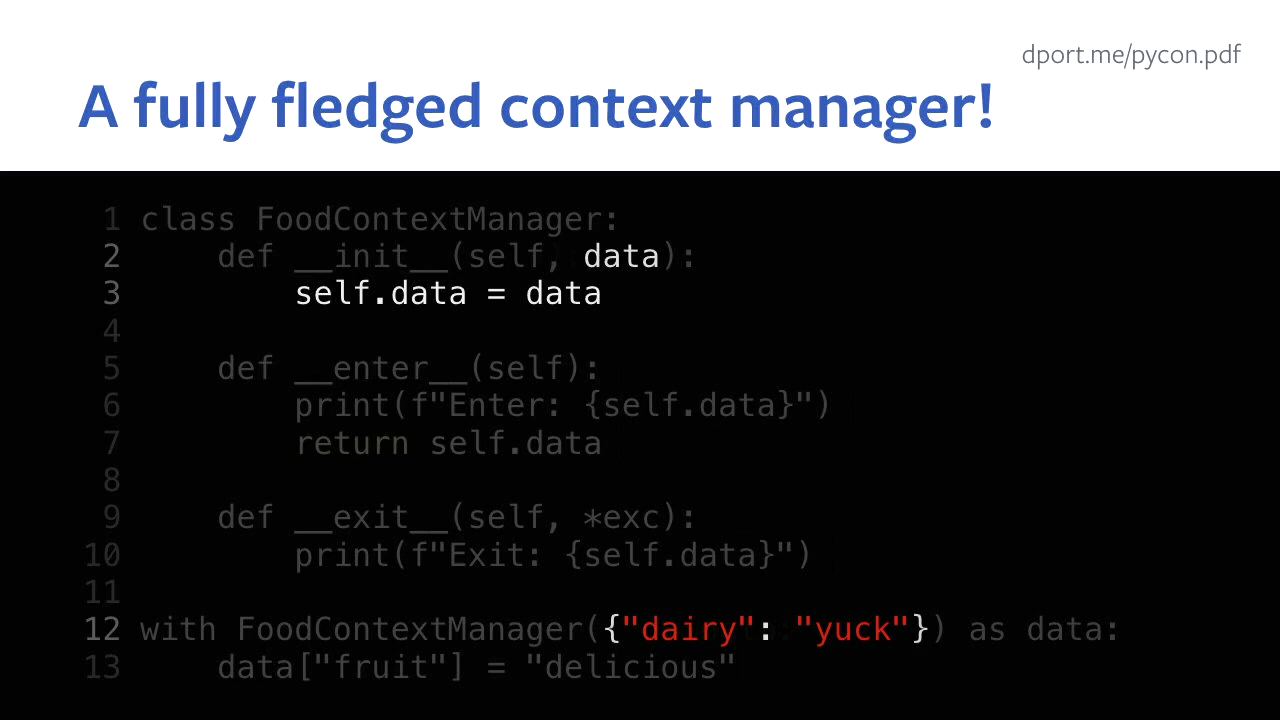 dport.me/pycon.pdf
A fully fledged context manager!
1 class FoodContextManager:
2     def __init__(self, data):
3         self.data = data
4
5     def __enter__(self):
6         print(f"Enter: {self.data}")
7         return self.data
8
9     def __exit__(self, *exc):
10         print(f"Exit: {self.data}")
11
12 with FoodContextManager({"dairy": "yuck"}) as data:
13     data["fruit"] = "delicious"